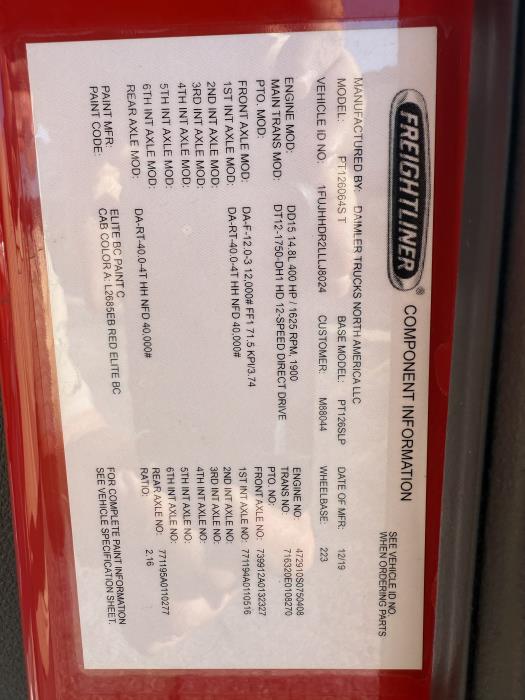 FREIGHTLINER® COMPONENT INFORMATION
SEE VEHICLE ID NO.
WHEN ORDERING PARTS
MANUFACTURED BY: DAIMLER TRUCKS NORTH AMERICA LLC
MODEL: PT126064S T BASE MODEL: PT126SLP DATE OF MFR: 12/19
VEHICLE ID NO. 1FUJHHDR2LLLJ8024 CUSTOMER: M88044 WHEELBASE: 223
ENGINE MOD: DD15 14.8L 400 HP / 1625 RPM, 1900 ENGINE NO: 472910S0750408
MAIN TRANS MOD: DT12-1750-DH1 HD 12-SPEED DIRECT DRIVE TRANS NO: 716320E0108270
PTO. MOD: PTO. NO:
FRONT AXLE MOD: DA-F-12.0-3 12,000# FF1 71.5 KPI/3.74 FRONT AXLE NO: 739912A0132327
1ST INT AXLE MOD: DA-RT-40.0-4T HH NFD 40,000# 1ST INT AXLE NO: 771194A0110516
2ND INT AXLE MOD: 2ND INT AXLE NO:
3RD INT AXLE MOD: 3RD INT AXLE NO:
4TH INT AXLE MOD: 4TH INT AXLE NO:
5TH INT AXLE MOD: 5TH INT AXLE NO:
6TH INT AXLE MOD: 6TH INT AXLE NO:
REAR AXLE MOD: DA-RT-40.0-4T HH NFD 40,000# REAR AXLE NO: 771195A0110277
RATIO: 2.16
PAINT MFR: ELITE BC PAINT C
PAINT CODE: CAB COLOR A: L2685EB RED ELITE BC
FOR COMPLETE PAINT INFORMATION
SEE VEHICLE SPECIFICATION SHEET.